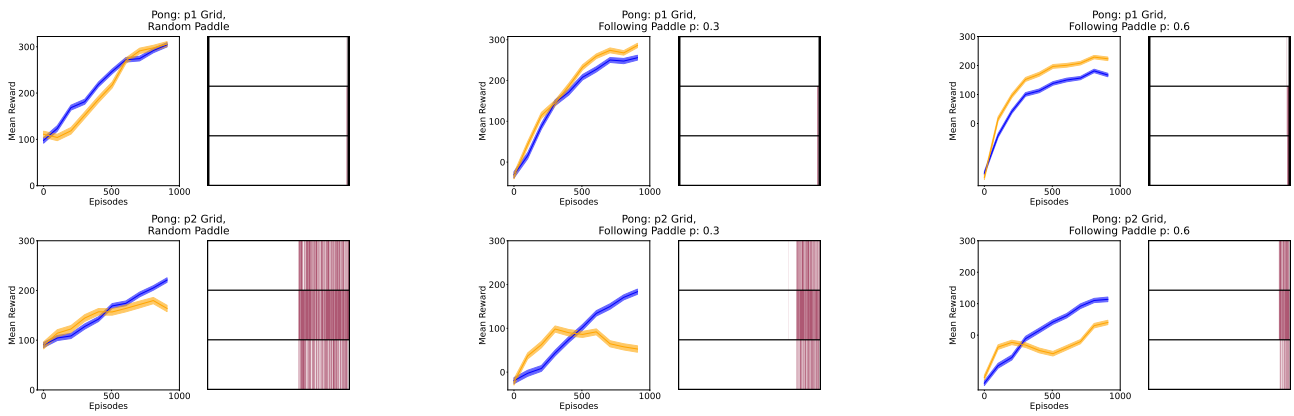 Pong: p1 Grid,
Random Paddle
300
200
100
0
Mean Reward
0
500
1000
Episodes
Pong: p1 Grid,
Following Paddle p: 0.3
300
200
100
0
Mean Reward
0
500
1000
Episodes
Pong: p1 Grid,
Following Paddle p: 0.6
300
200
100
0
Mean Reward
0
500
1000
Episodes
Pong: p2 Grid,
Random Paddle
300
200
100
0
Mean Reward
0
500
1000
Episodes
Pong: p2 Grid,
Following Paddle p: 0.3
300
200
100
0
Mean Reward
0
500
1000
Episodes
Pong: p2 Grid,
Following Paddle p: 0.6
300
200
100
0
Mean Reward
0
500
1000
Episodes